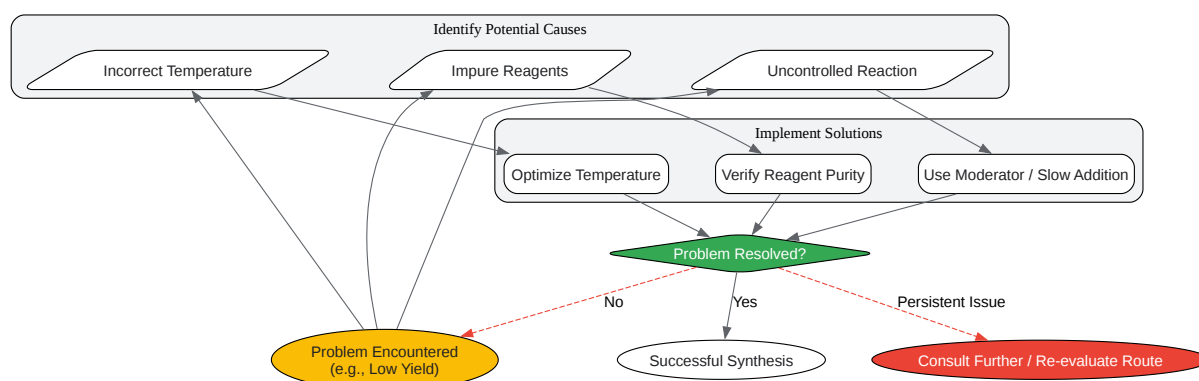 Identify Potential Causes
Incorrect Temperature
Impure Reagents
Uncontrolled Reaction
Implement Solutions
Optimize Temperature
Verify Reagent Purity
Use Moderator / Slow Addition
Problem Resolved?
No
Yes
Persistent Issue
Problem Encountered
(e.g., Low Yield)
Successful Synthesis
Consult Further / Re-evaluate Route